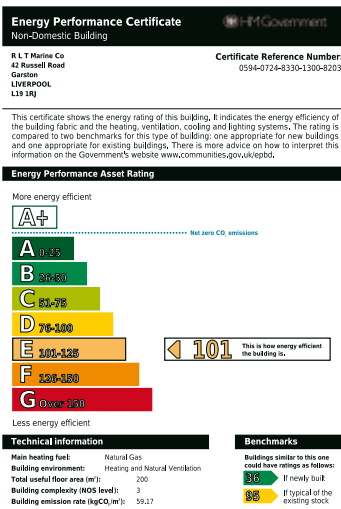 Energy Performance Certificate
Non-Domestic Building
HM Government
R L T Marine Co
42 Russell Road
Garston
LIVERPOOL
L19 1RJ
Certificate Reference Number:
0594-0724-8330-1300-8203
This certificate shows the energy rating of this building. It indicates the energy efficiency of
the building fabric and the heating, ventilation, cooling and lighting systems. The rating is
compared to two benchmarks for this type of building: one appropriate for new buildings
and one appropriate for existing buildings. There is more advice on how to interpret this
information on the Government's website www.communities.gov.uk/epbd.
Energy Performance Asset Rating
More energy efficient
A+
Net zero CO₂ emissions
A 0-25
B 26-50
C 51-75
D 76-100
E 101-125
101
This is how energy efficient
the building is.
F 126-150
G Over 150
Less energy efficient
Technical information
Main heating fuel: Natural Gas
Building environment: Heating and Natural Ventilation
Total useful floor area (m²): 200
Building complexity (NOS level): 3
Building emission rate (kgCO₂/m²): 59.17
Benchmarks
Buildings similar to this one
could have ratings as follows:
36 If newly built
95 If typical of the
existing stock